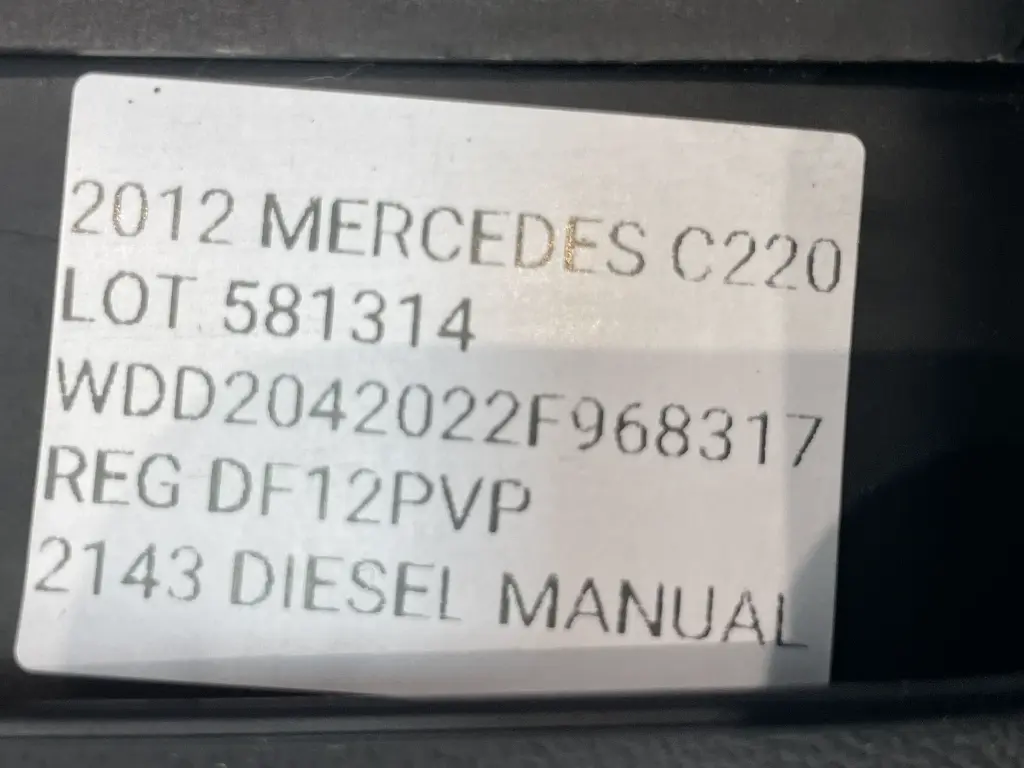 2012 MERCEDES C220
LOT 581314
WDD2042022F968317
REG DF12PVP
2143 DIESEL MANUAL